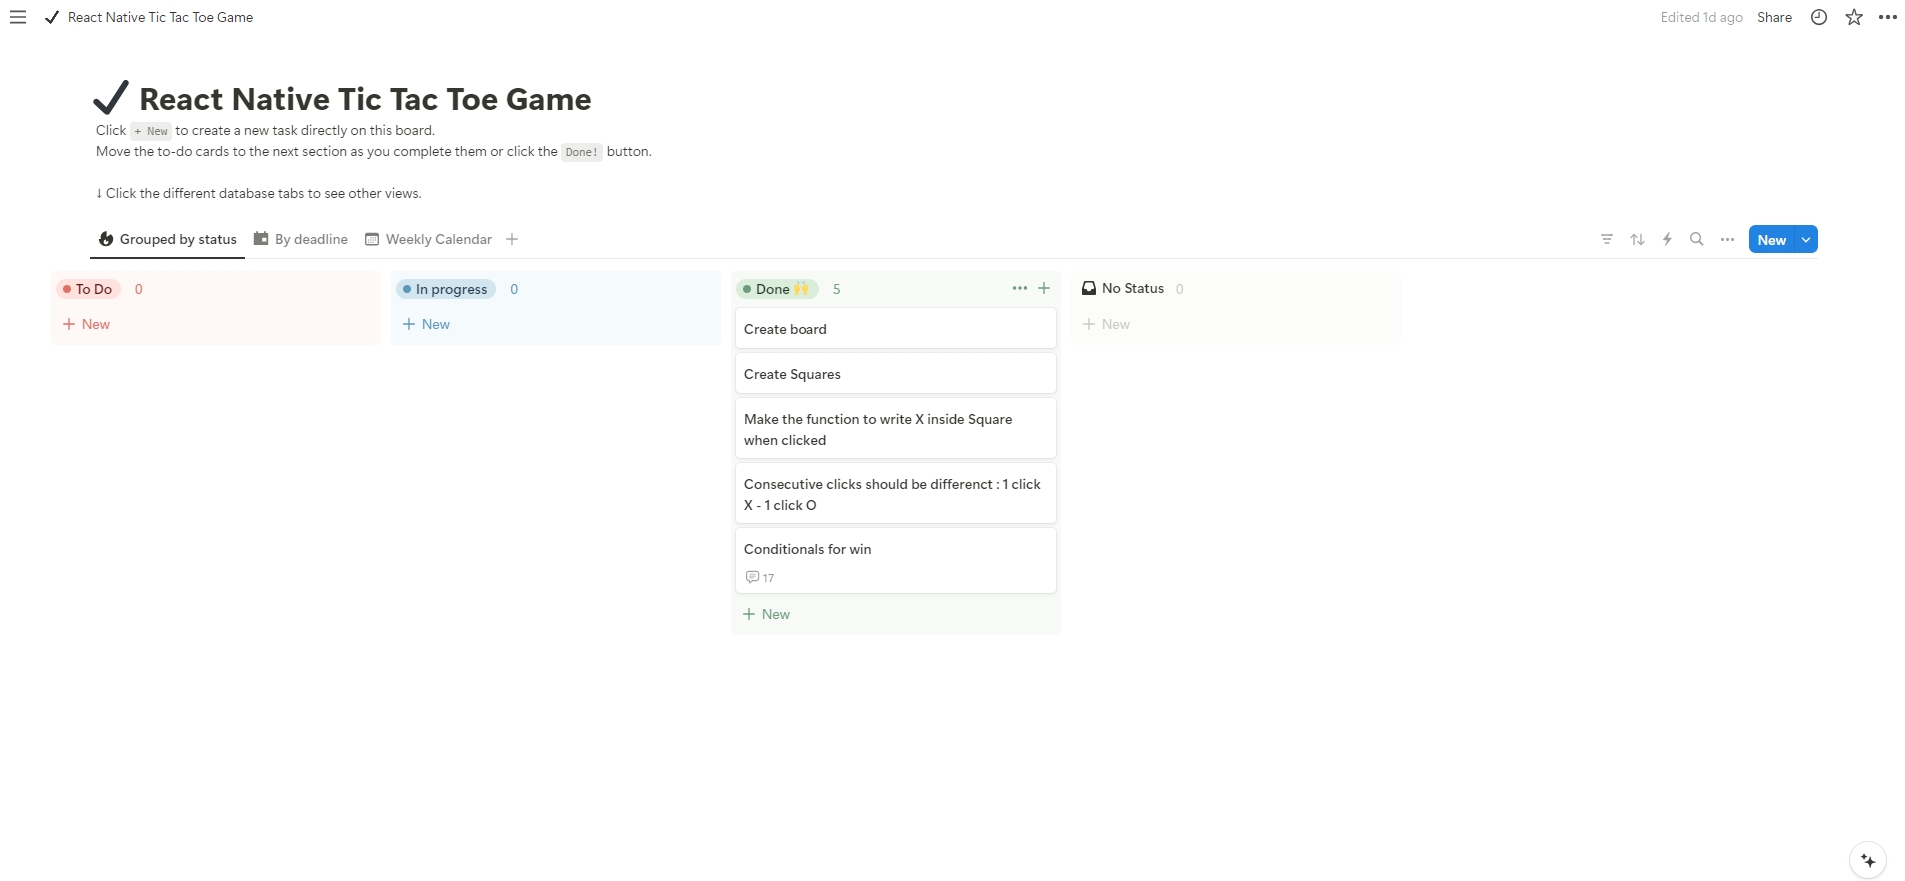 React Native Tic Tac Toe Game
Edited 1d ago
Share
React Native Tic Tac Toe Game
Click + New to create a new task directly on this board.
Move the to-do cards to the next section as you complete them or click the Done! button.
↓ Click the different database tabs to see other views.
Grouped by status
By deadline
Weekly Calendar
New
To Do 0
+ New
In progress 0
+ New
Done 🙌 5
Create board
Create Squares
Make the function to write X inside Square
when clicked
Consecutive clicks should be differenct : 1 click
X - 1 click O
Conditionals for win
17
+ New
No Status 0
+ New